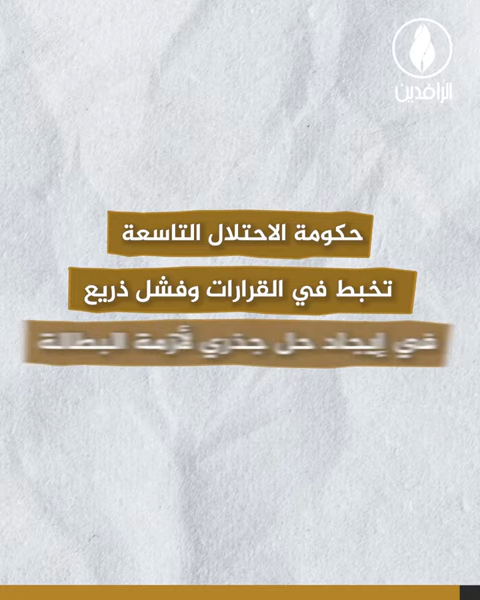 الرافدين
حكومة الاحتلال التاسعة
تخبط في القرارات وفشل ذريع
في إيجاد حل جذري لأزمة البطالة